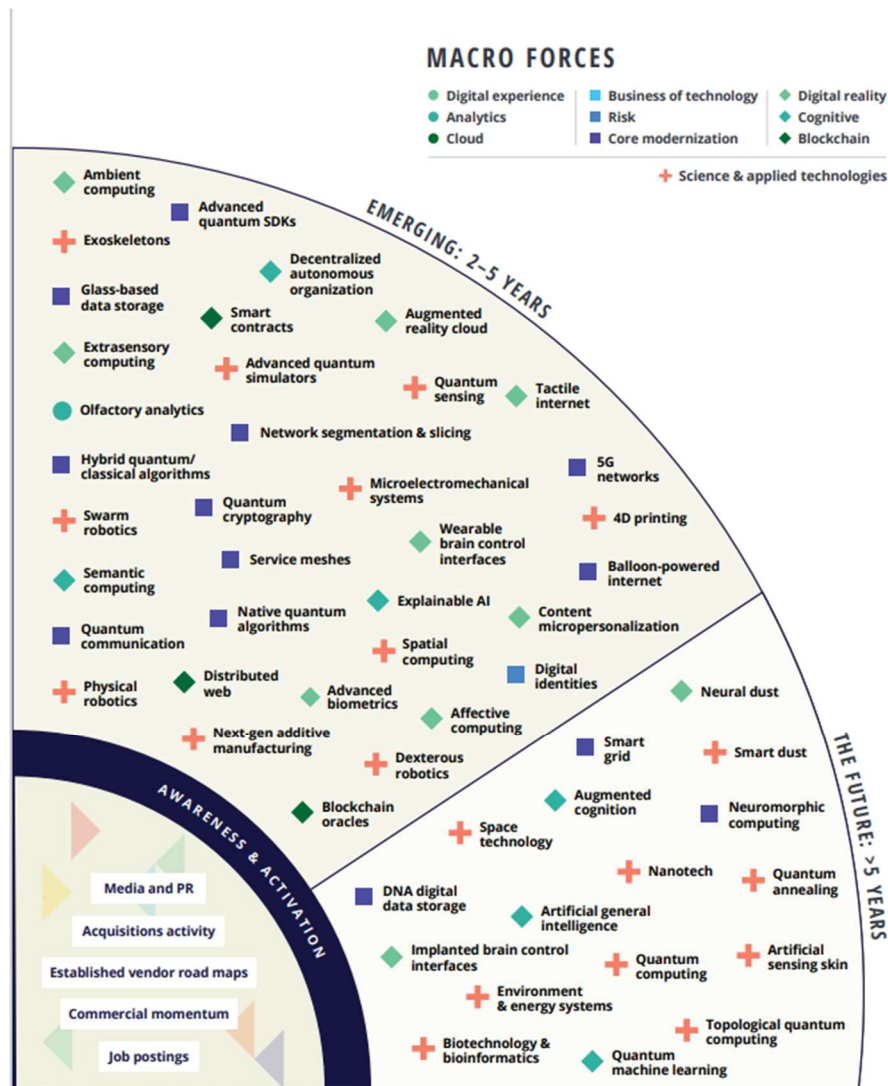 MACRO FORCES
Digital experience
Analytics
Cloud
Business of technology
Risk
Core modernization
Digital reality
Cognitive
Blockchain
Science & applied technologies
EMERGING: 2–5 YEARS
Ambient
computing
Advanced
quantum SDKs
Exoskeletons
Decentralized
autonomous
organization
Glass-based
data storage
Smart
contracts
Augmented
reality cloud
Extrasensory
computing
Advanced quantum
simulators
Quantum
sensing
Tactile
internet
Olfactory analytics
Network segmentation & slicing
Hybrid quantum/
classical algorithms
5G
networks
Microelectromechanical
systems
Quantum
cryptography
Swarm
robotics
4D printing
Wearable
brain control
interfaces
Service meshes
Balloon-powered
internet
Semantic
computing
Explainable AI
Native quantum
algorithms
Content
micropersonalization
Quantum
communication
Spatial
computing
Digital
identities
Physical
robotics
Distributed
web
Advanced
biometrics
Affective
computing
Next-gen additive
manufacturing
Dexterous
robotics
Blockchain
oracles
THE FUTURE: >5 YEARS
Neural dust
Smart
grid
Smart dust
Augmented
cognition
Neuromorphic
computing
Space
technology
Nanotech
Quantum
annealing
DNA digital
data storage
Artificial general
intelligence
Implanted brain control
interfaces
Quantum
computing
Artificial
sensing skin
Environment
& energy systems
Topological quantum
computing
Biotechnology &
bioinformatics
Quantum
machine learning
AWARENESS & ACTIVATION
Media and PR
Acquisitions activity
Established vendor road maps
Commercial momentum
Job postings